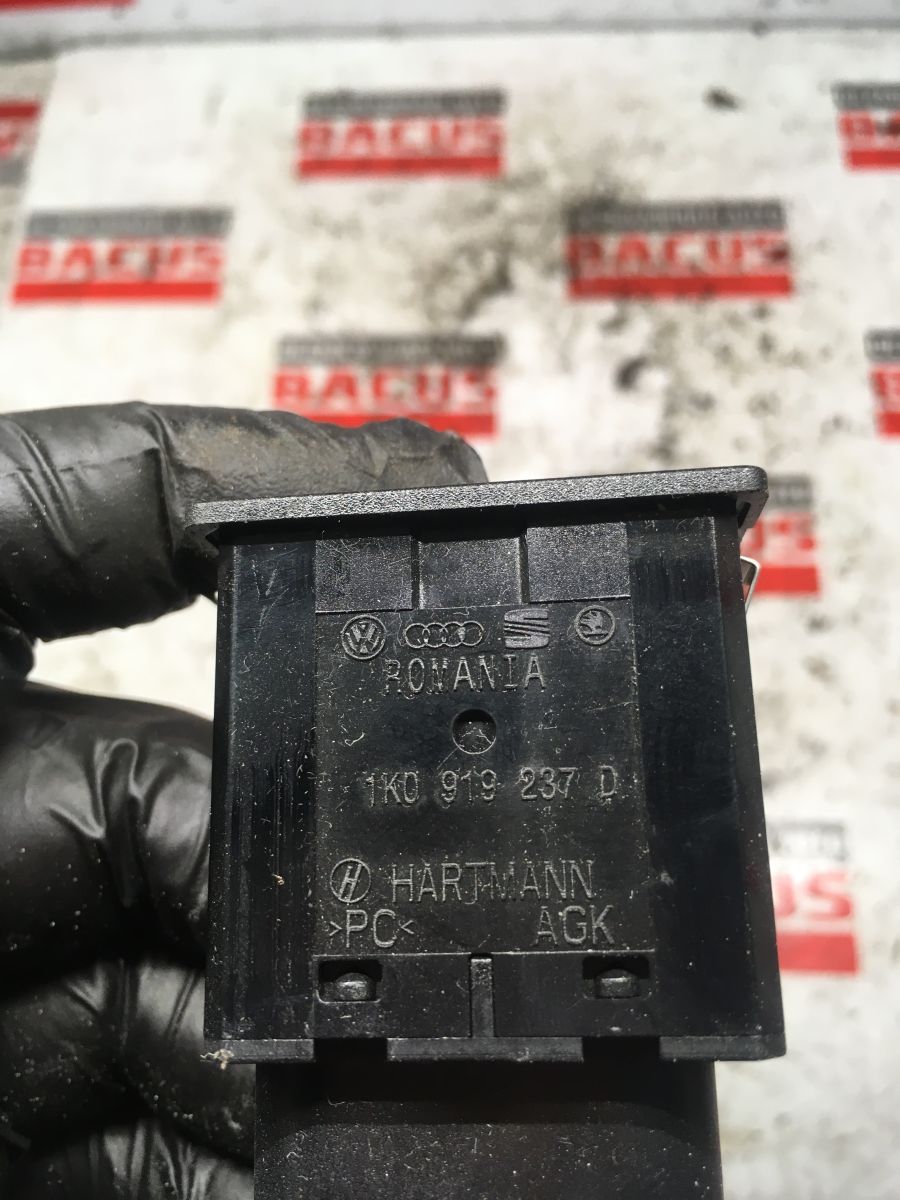 BACUS
BACUS
BACUS
BACUS
ROMANIA
1K0 919 237 D
HARTMANN
>PC< AGK